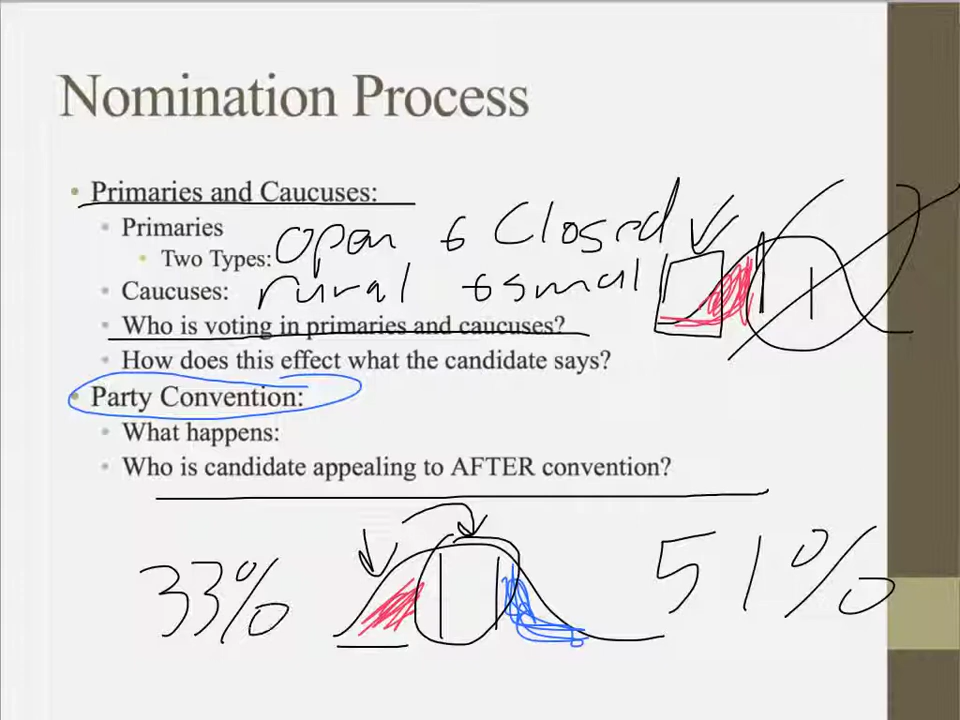 Nomination Process
Primaries and Caucuses:
Primaries
Two Types: open & Closed
Caucuses: rural & small
Who is voting in primaries and caucuses?
How does this effect what the candidate says?
Party Convention:
What happens:
Who is candidate appealing to AFTER convention?
33% 51%